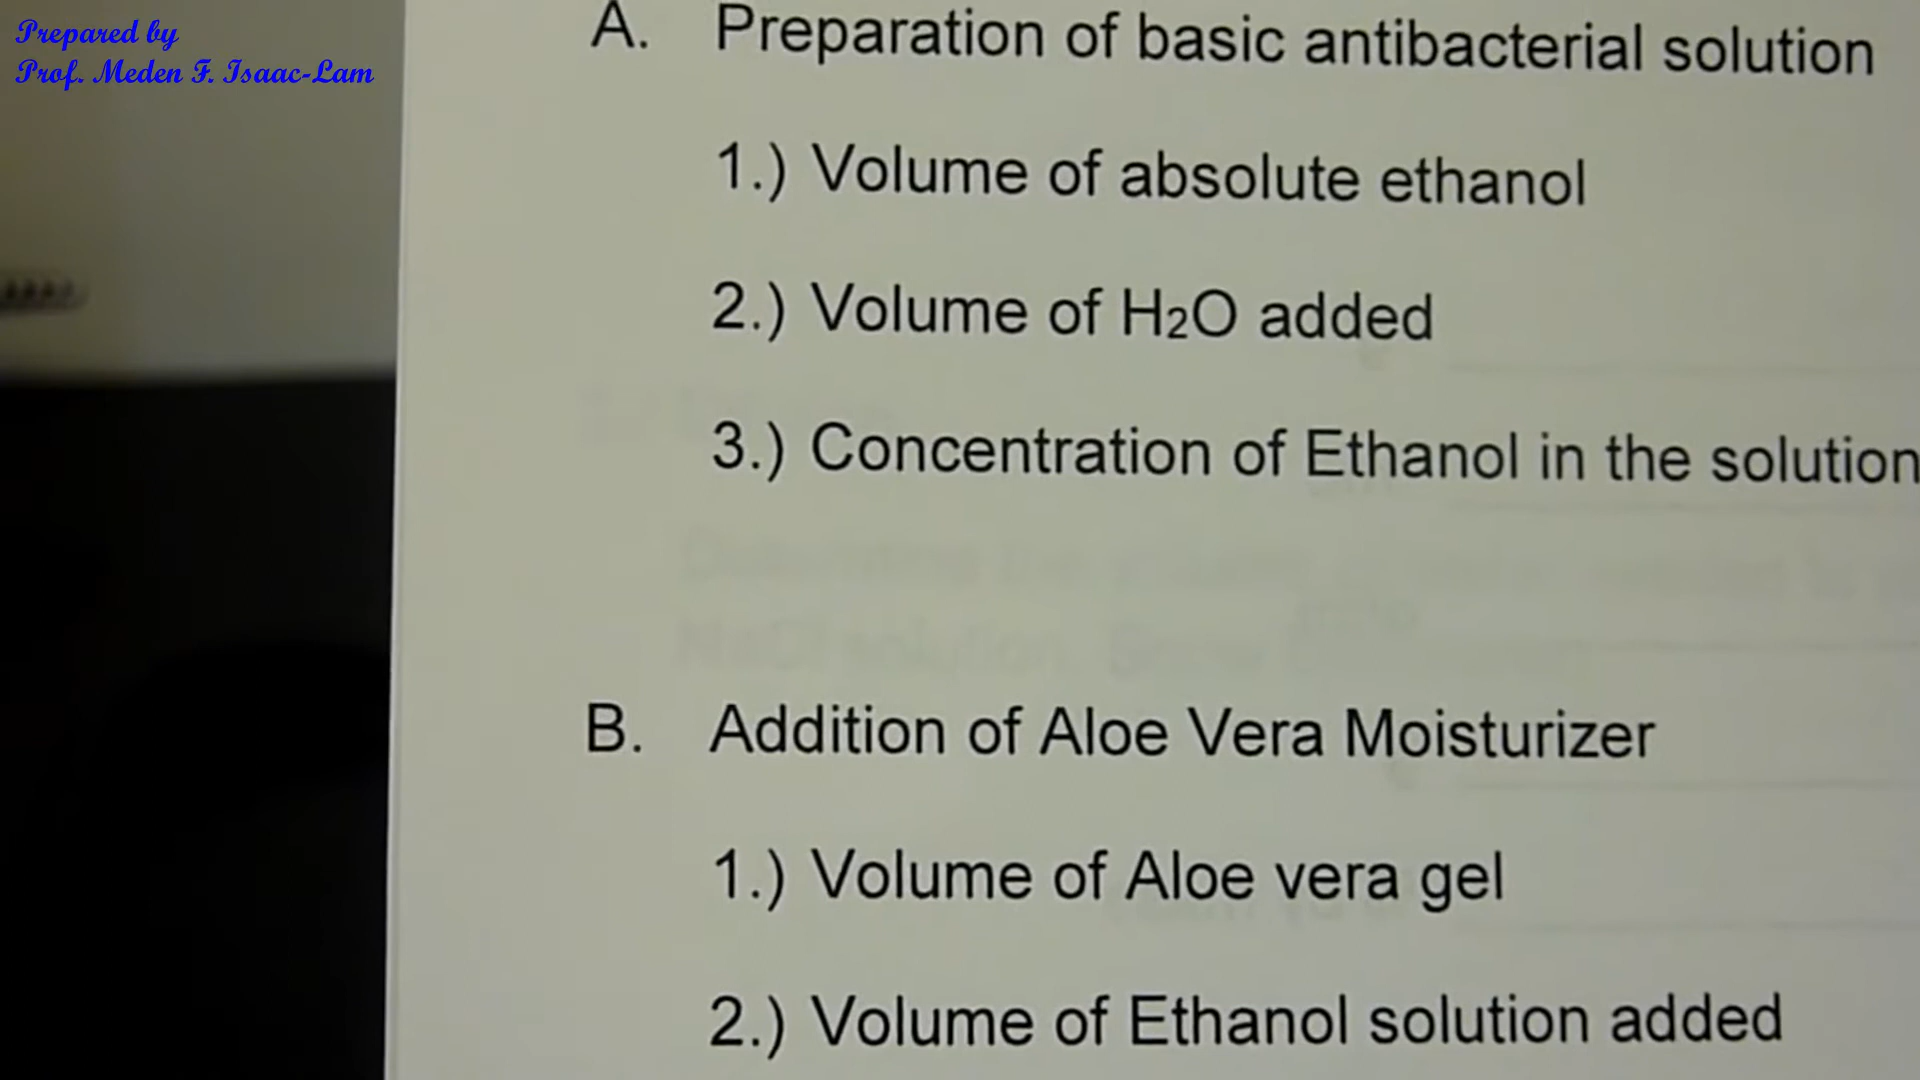 Prepared by
Prof. Meden F. Isaac-Lam
A. Preparation of basic antibacterial solution
1.) Volume of absolute ethanol
2.) Volume of H₂O added
3.) Concentration of Ethanol in the solution
B. Addition of Aloe Vera Moisturizer
1.) Volume of Aloe vera gel
2.) Volume of Ethanol solution added